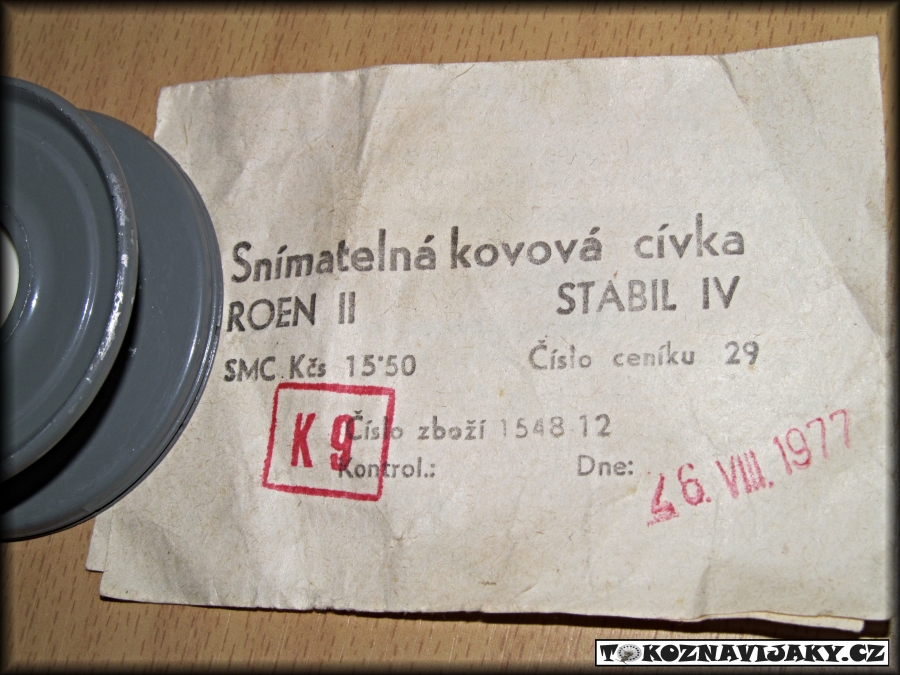 Snímatelná kovová cívka
ROEN II STABIL IV
SMC Kčs 15'50 Číslo ceníku 29
K 9
Číslo zboží 1548 12
Kontrol.: Dne:
26. VIII. 1977
TOKOZNAVIJAKY.CZ